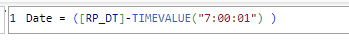 1 Date = ([RP_DT]-TIMEVALUE("7:00:01") )